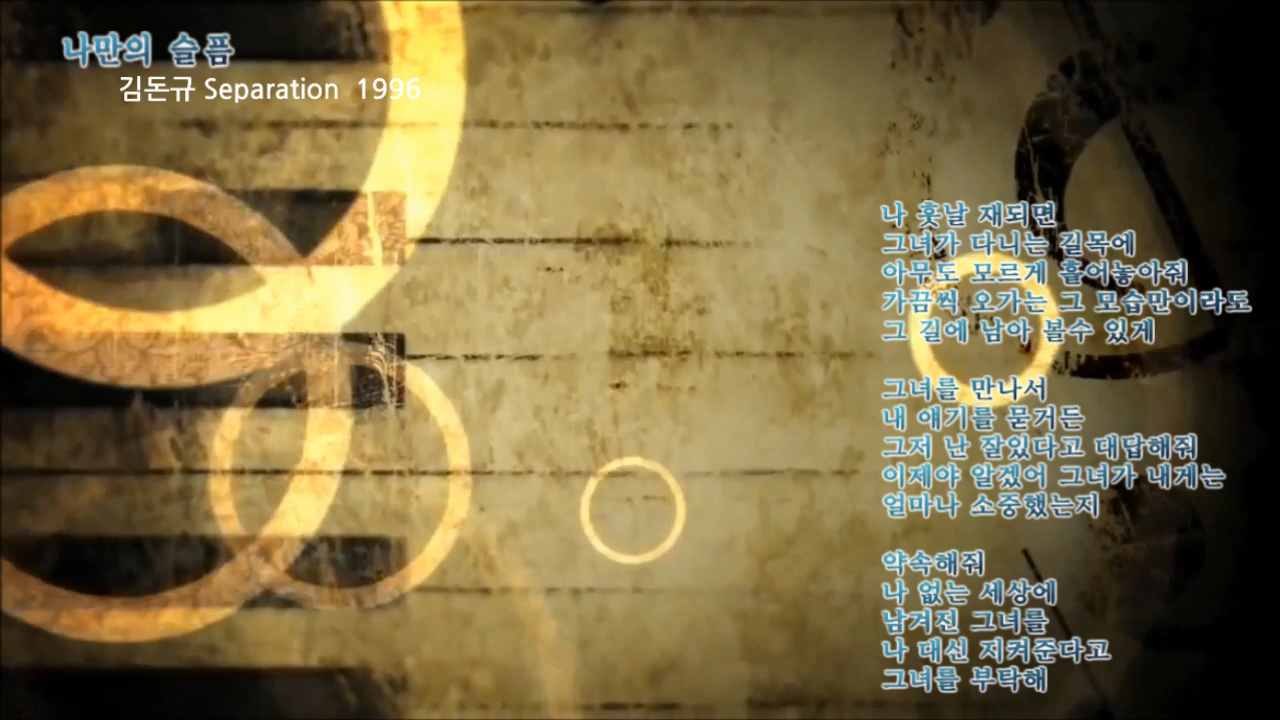 나만의 슬픔
김돈규 Separation 1996
나 훗날 재되면
그녀가 다니는 길목에
아무도 모르게 흩어놓아줘
가끔씩 오가는 그 모습만이라도
그 길에 남아 볼수 있게
그녀를 만나서
내 얘기를 묻거든
그저 난 잘있다고 대답해줘
이제야 알겠어 그녀가 내게는
얼마나 소중했는지
약속해줘
나 없는 세상에
남겨진 그녀를
나 대신 지켜준다고
그녀를 부탁해